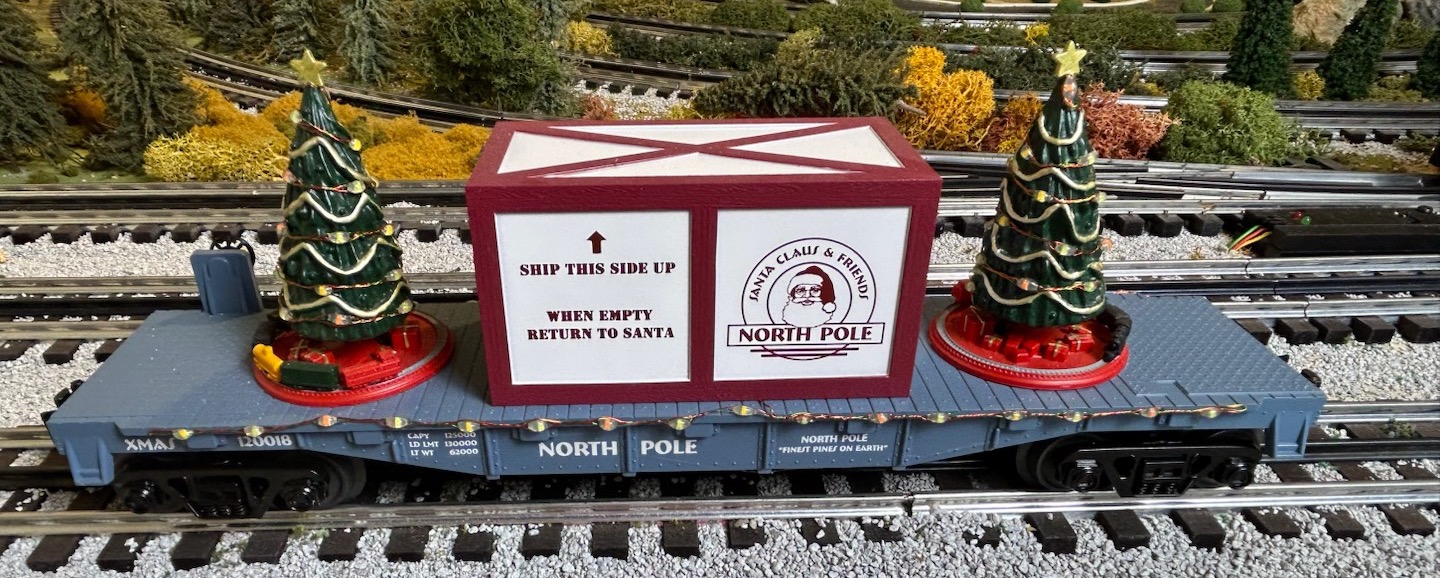 SHIP THIS SIDE UP
WHEN EMPTY
RETURN TO SANTA
SANTA CLAUS & FRIENDS
NORTH POLE
XMAS 120018
CAPY 125000
LD LMT 130000
LT WT 62000
NORTH POLE
NORTH POLE
"FINEST PINES ON EARTH"